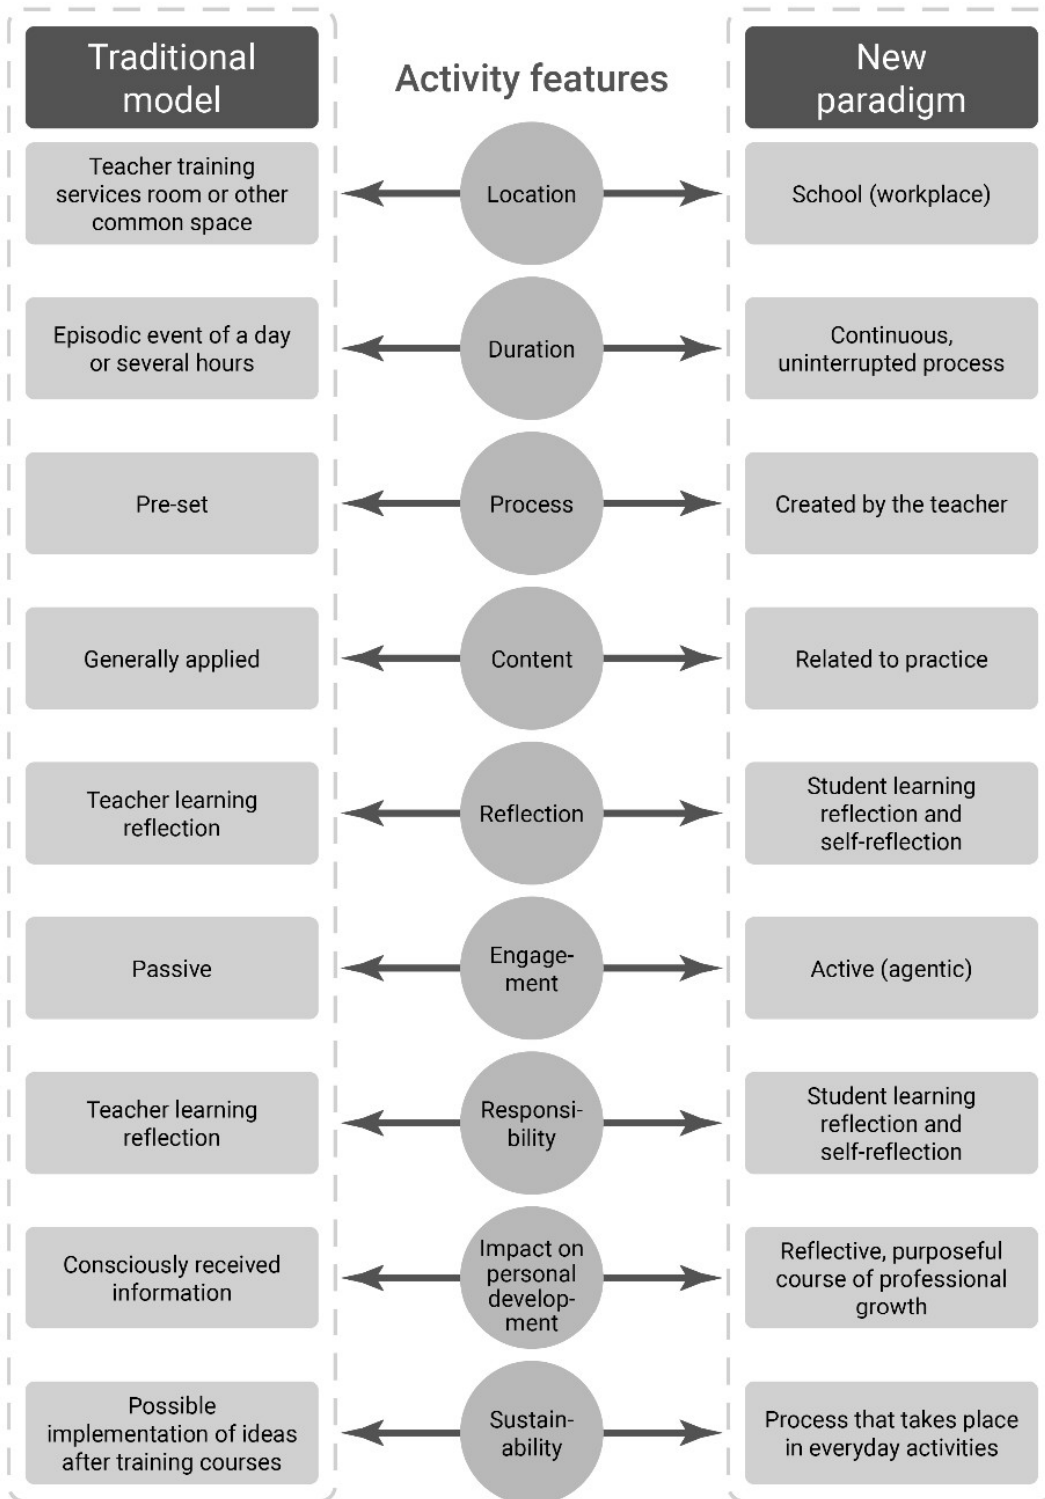 Traditional
model
Activity features
New
paradigm
Teacher training
services room or other
common space
Location
School (workplace)
Episodic event of a day
or several hours
Duration
Continuous,
uninterrupted process
Pre-set
Process
Created by the teacher
Generally applied
Content
Related to practice
Teacher learning
reflection
Reflection
Student learning
reflection and
self-reflection
Passive
Engage-
ment
Active (agentic)
Teacher learning
reflection
Responsi-
bility
Student learning
reflection and
self-reflection
Consciously received
information
Impact on
personal
develop-
ment
Reflective, purposeful
course of professional
growth
Possible
implementation of ideas
after training courses
Sustain-
ability
Process that takes place
in everyday activities